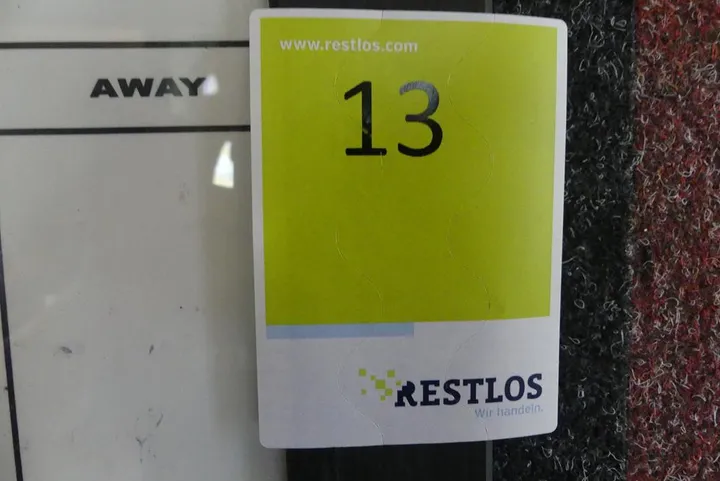 www.restlos.com
AWAY
13
RESTLOS
Wir handeln.